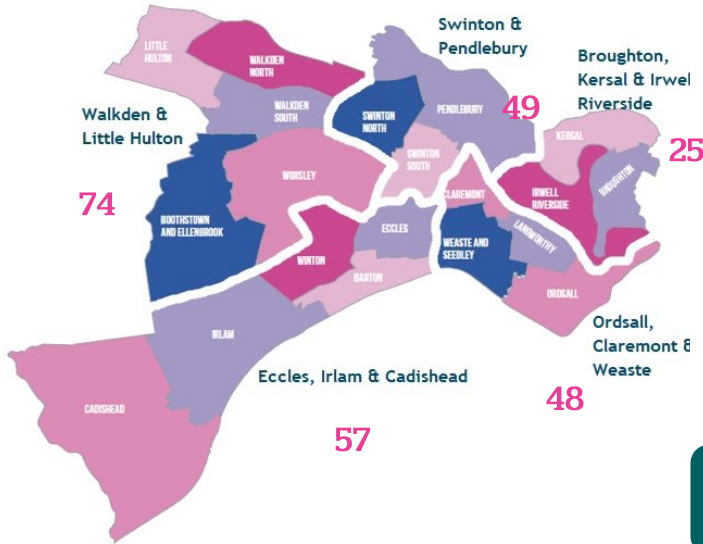 Swinton &
Pendlebury
Broughton,
Kersal & Irwel
Riverside
25
Walkden &
Little Hulton
74
49
LITTLE
HULTON
WALKDEN
NORTH
WALKDEN
SOUTH
SWINTON
NORTH
PENDLEBURY
SWINTON
SOUTH
KERSAL
BROUGHTON
IRWELL
RIVERSIDE
WORSLEY
CLAREMONT
BOOTHSTOWN
AND ELLENBROOK
ECCLES
WEASTE AND
SEEDLEY
LANGWORTHY
WINTON
BARTON
ORDSALL
IRLAM
CADISHEAD
Eccles, Irlam & Cadishead
57
Ordsall,
Claremont &
Weaste
48